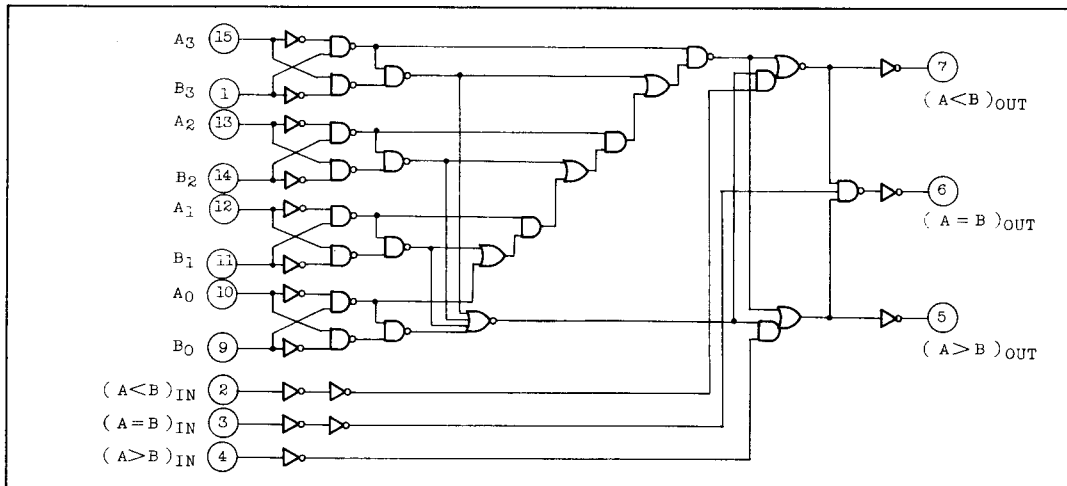 A3 15
B3 1
A2 13
B2 14
A1 12
B1 11
A0 10
B0 9
(A<B)IN 2
(A=B)IN 3
(A>B)IN 4
7
(A<B)OUT
6
(A=B)OUT
5
(A>B)OUT